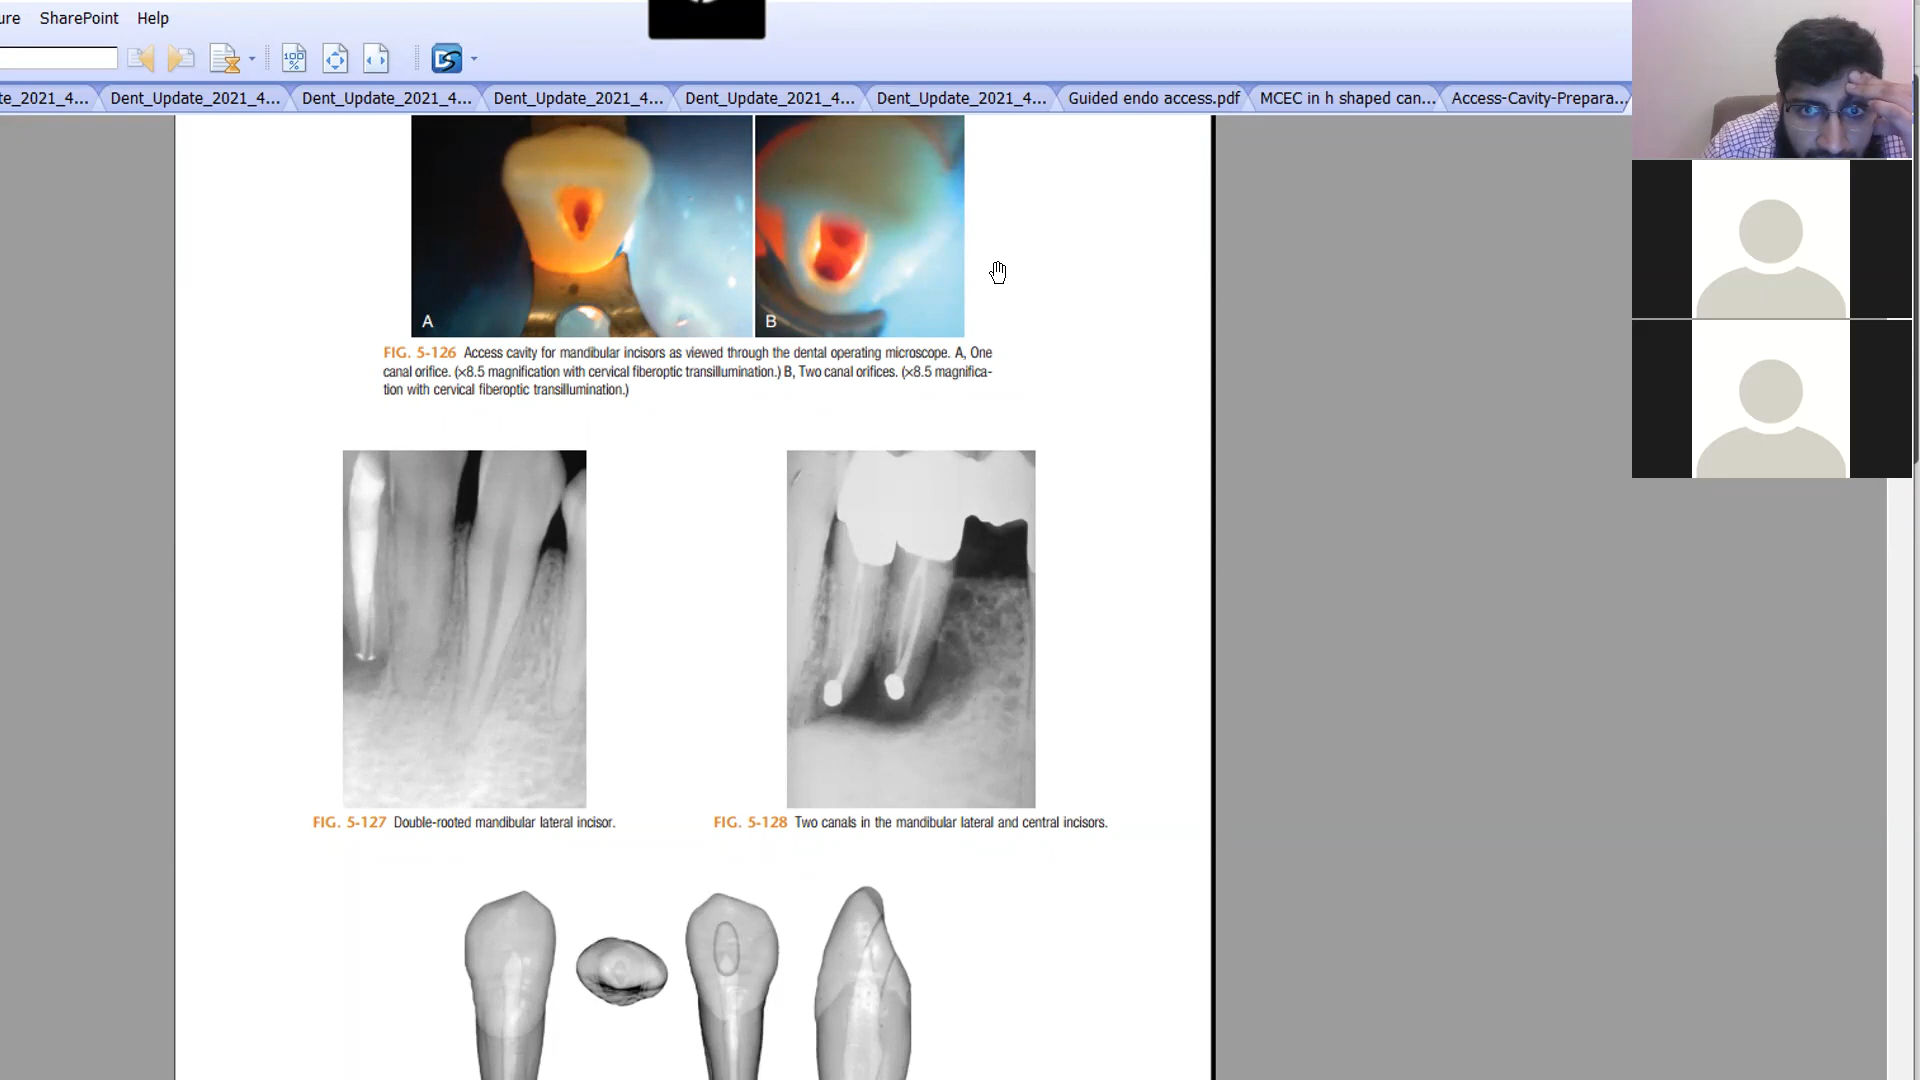 ure SharePoint Help
100%
te_2021_4... Dent_Update_2021_4... Dent_Update_2021_4... Dent_Update_2021_4... Dent_Update_2021_4... Dent_Update_2021_4... Guided endo access.pdf MCEC in h shaped can... Access-Cavity-Prepara...
A B
FIG. 5-126 Access cavity for mandibular incisors as viewed through the dental operating microscope. A, One
canal orifice. (×8.5 magnification with cervical fiberoptic transillumination.) B, Two canal orifices. (×8.5 magnifica-
tion with cervical fiberoptic transillumination.)
FIG. 5-127 Double-rooted mandibular lateral incisor.
FIG. 5-128 Two canals in the mandibular lateral and central incisors.